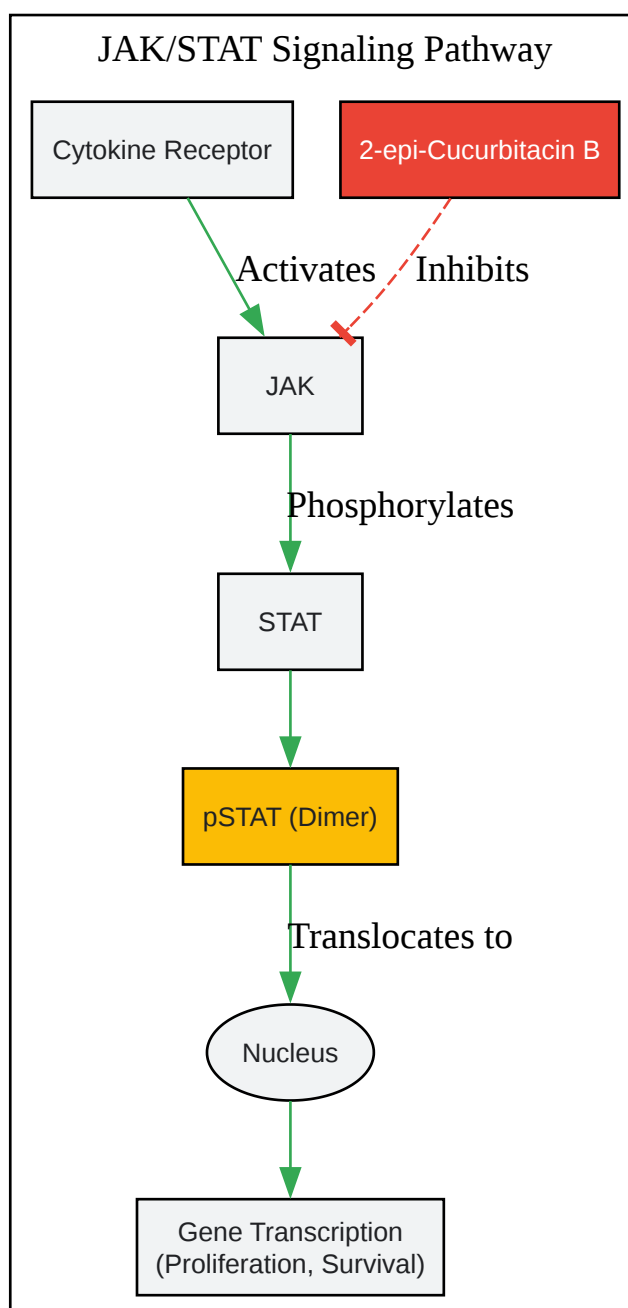 JAK/STAT Signaling Pathway
Cytokine Receptor
2-epi-Cucurbitacin B
Activates
Inhibits
JAK
Phosphorylates
STAT
pSTAT (Dimer)
Translocates to
Nucleus
Gene Transcription
(Proliferation, Survival)